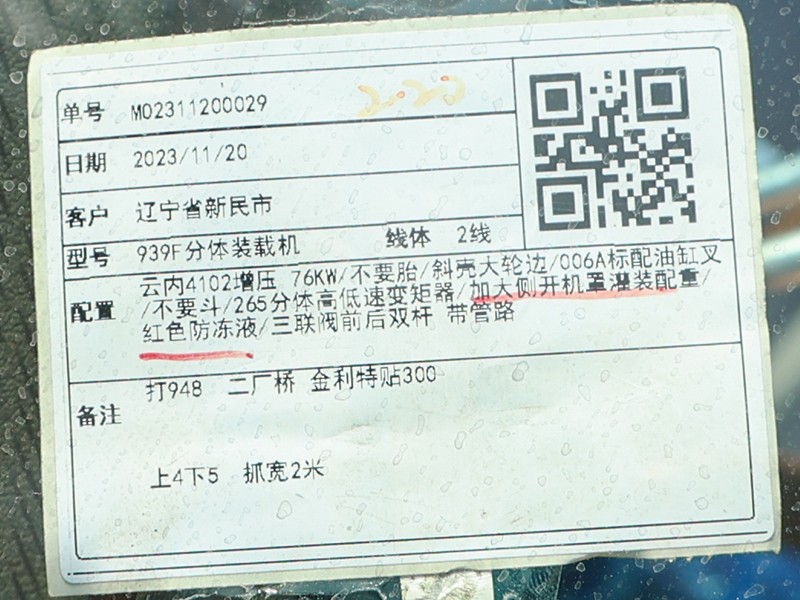 2.20
单号 M02311200029
日期 2023/11/20
客户 辽宁省新民市
型号 939F分体装载机 线体 2线
配置 云内4102增压 76KW/不要胎/斜壳大轮边/006A标配油缸叉
/不要斗/265分体高低速变矩器/加大侧开机罩灌装配重/
红色防冻液/三联阀前后双杆 带管路
备注 打948 二厂桥 金利特贴300
上4下5 抓宽2米